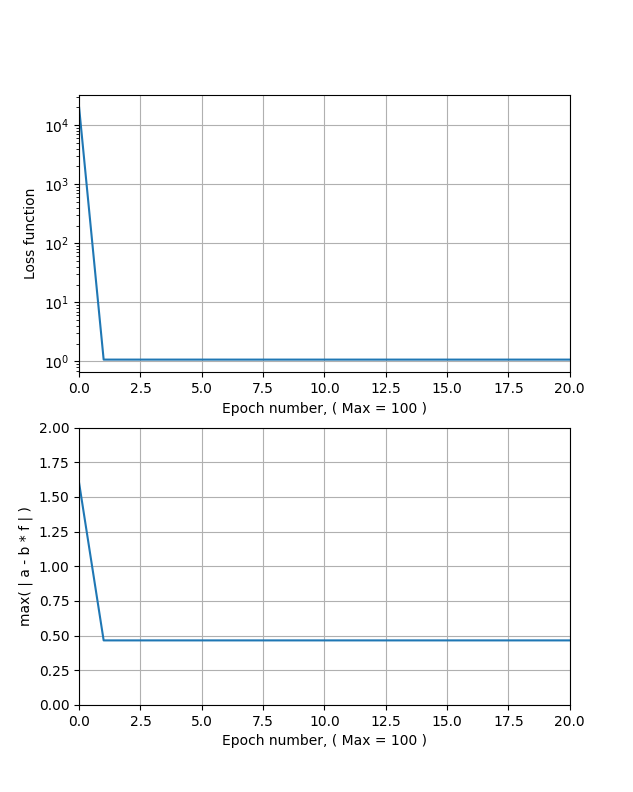 10⁴
10³
10²
10¹
10⁰
Loss function
0.0 2.5 5.0 7.5 10.0 12.5 15.0 17.5 20.0
Epoch number, ( Max = 100 )
2.00
1.75
1.50
1.25
1.00
0.75
0.50
0.25
0.00
max( | a - b * f | )
0.0 2.5 5.0 7.5 10.0 12.5 15.0 17.5 20.0
Epoch number, ( Max = 100 )